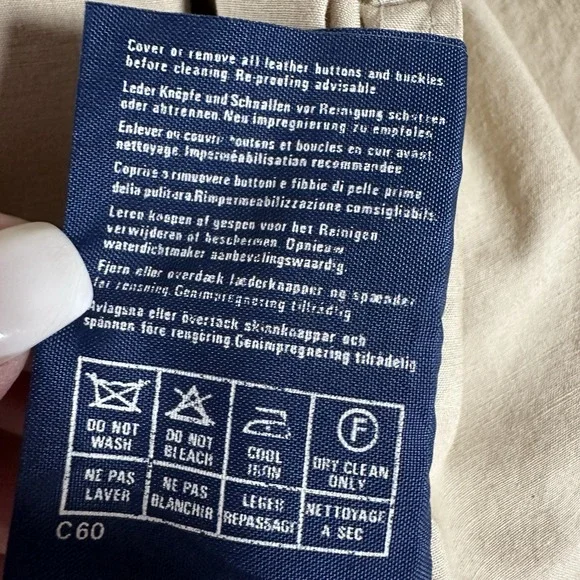 Cover or remove all leather buttons and buckles
before cleaning. Re-proofing advisable
Leder Knöpfe und Schnallen vor Reinigung schützen
oder abtrennen. Neu impregnierung zu empfolen
Enlever ou couvrir boutons et boucles en cuir avant
nettoyage. Imperméabilisation recommandée
Coprire o rimuovere bottoni e fibbie di pelle prima
della pulitura. Rimpermeabilizzazione consigliabile
Leren knopen of gespen voor het Reinigen
verwijderen of beschermen. Opnieuw
waterdichtmaker aanbevelingswaardig.
Fjern eller overdæk læderknapper og spænder
før rensning. Genimpregnering tilrådig
Avlagsna eller övertäck skinnknappar och
spännen före rengöring. Genimpregnering tillrådelig
F
DO NOT WASH DO NOT BLEACH COOL IRON DRY CLEAN ONLY
NE PAS LAVER NE PAS BLANCHIR LEGER REPASSAGE NETTOYAGE A SEC
C60